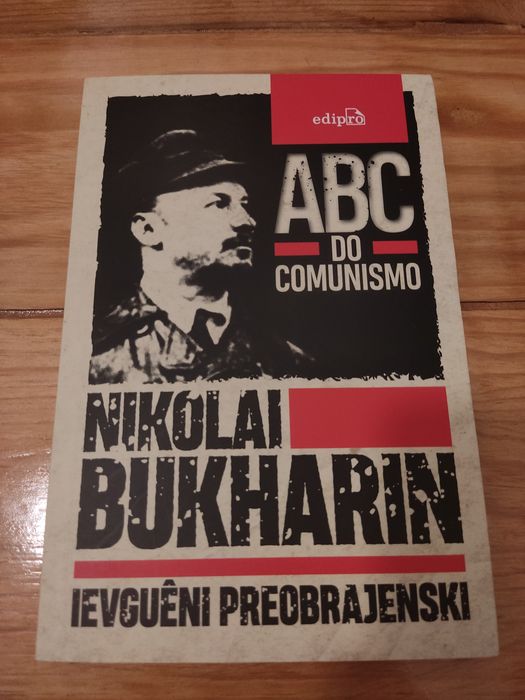 edipro
ABC
DO
COMUNISMO
NIKOLAI
BUKHARIN
IEVGUÊNI PREOBRAJENSKI